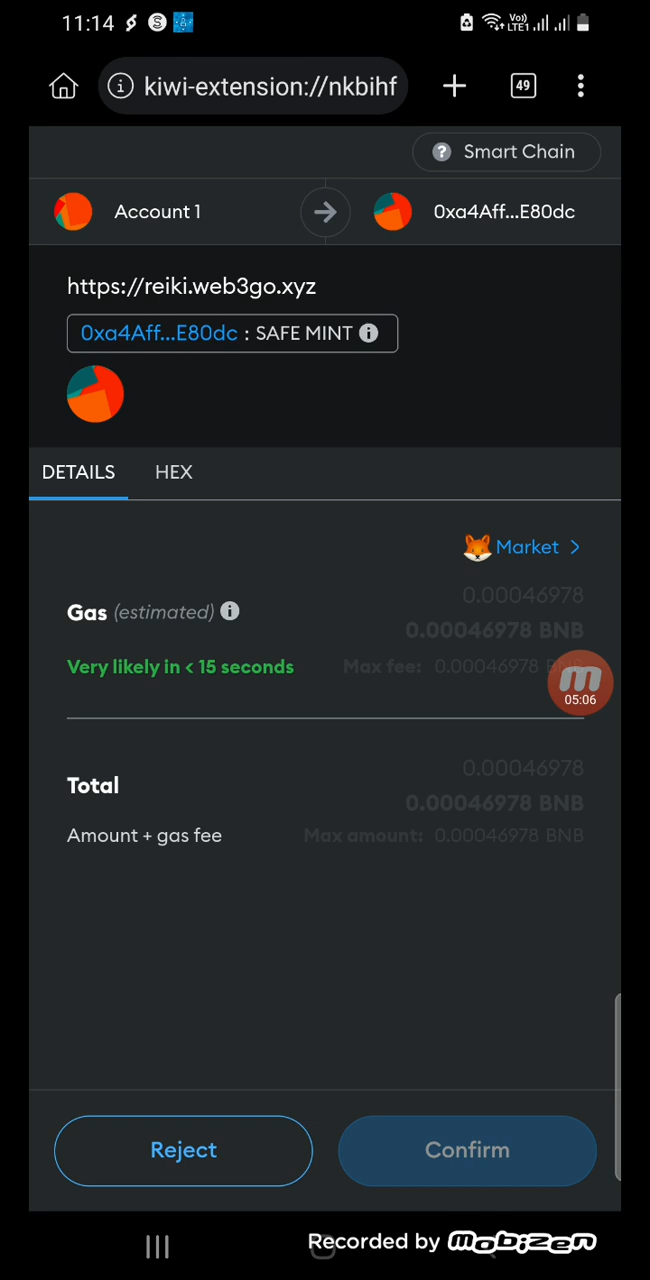 11:14
Vo)) LTE1
kiwi-extension://nkbihf
49
Smart Chain
Account 1
0xa4Aff...E80dc
https://reiki.web3go.xyz
0xa4Aff...E80dc : SAFE MINT
DETAILS HEX
Market >
0.00046978
Gas (estimated)
0.00046978 BNB
Very likely in < 15 seconds
Max fee: 0.00046978 BNB
05:06
0.00046978
Total
0.00046978 BNB
Amount + gas fee
Max amount: 0.00046978 BNB
Reject
Confirm
Recorded by mobizen